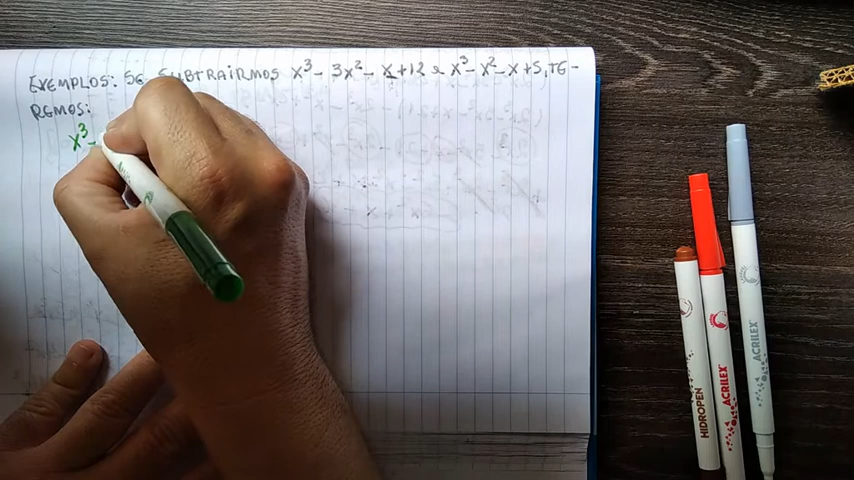 EXEMPLOS: SE SUBTRAIRMOS x³ - 3x² - x + 12 e x³ - x² - x + 5, TE -
REMOS:
x³ -
HIDROPEN
ACRILEX
ACRILEX